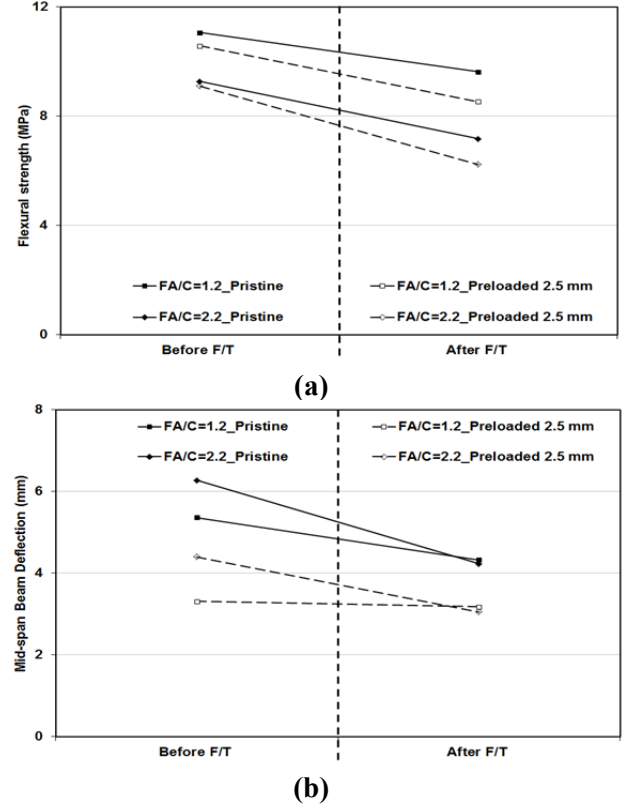 12
8
4
0
Flexural strength (MPa)
FA/C=1.2_Pristine
FA/C=1.2_Preloaded 2.5 mm
FA/C=2.2_Pristine
FA/C=2.2_Preloaded 2.5 mm
Before F/T
After F/T
(a)
8
6
4
2
0
Mid-span Beam Deflection (mm)
FA/C=1.2_Pristine
FA/C=1.2_Preloaded 2.5 mm
FA/C=2.2_Pristine
FA/C=2.2_Preloaded 2.5 mm
Before F/T
After F/T
(b)